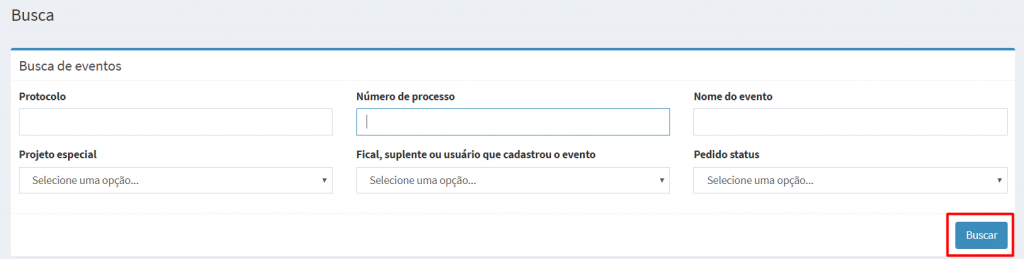 Busca
Busca de eventos
Protocolo Número de processo Nome do evento
Projeto especial Fical, suplente ou usuário que cadastrou o evento Pedido status
Selecione uma opção... Selecione uma opção... Selecione uma opção...
Buscar